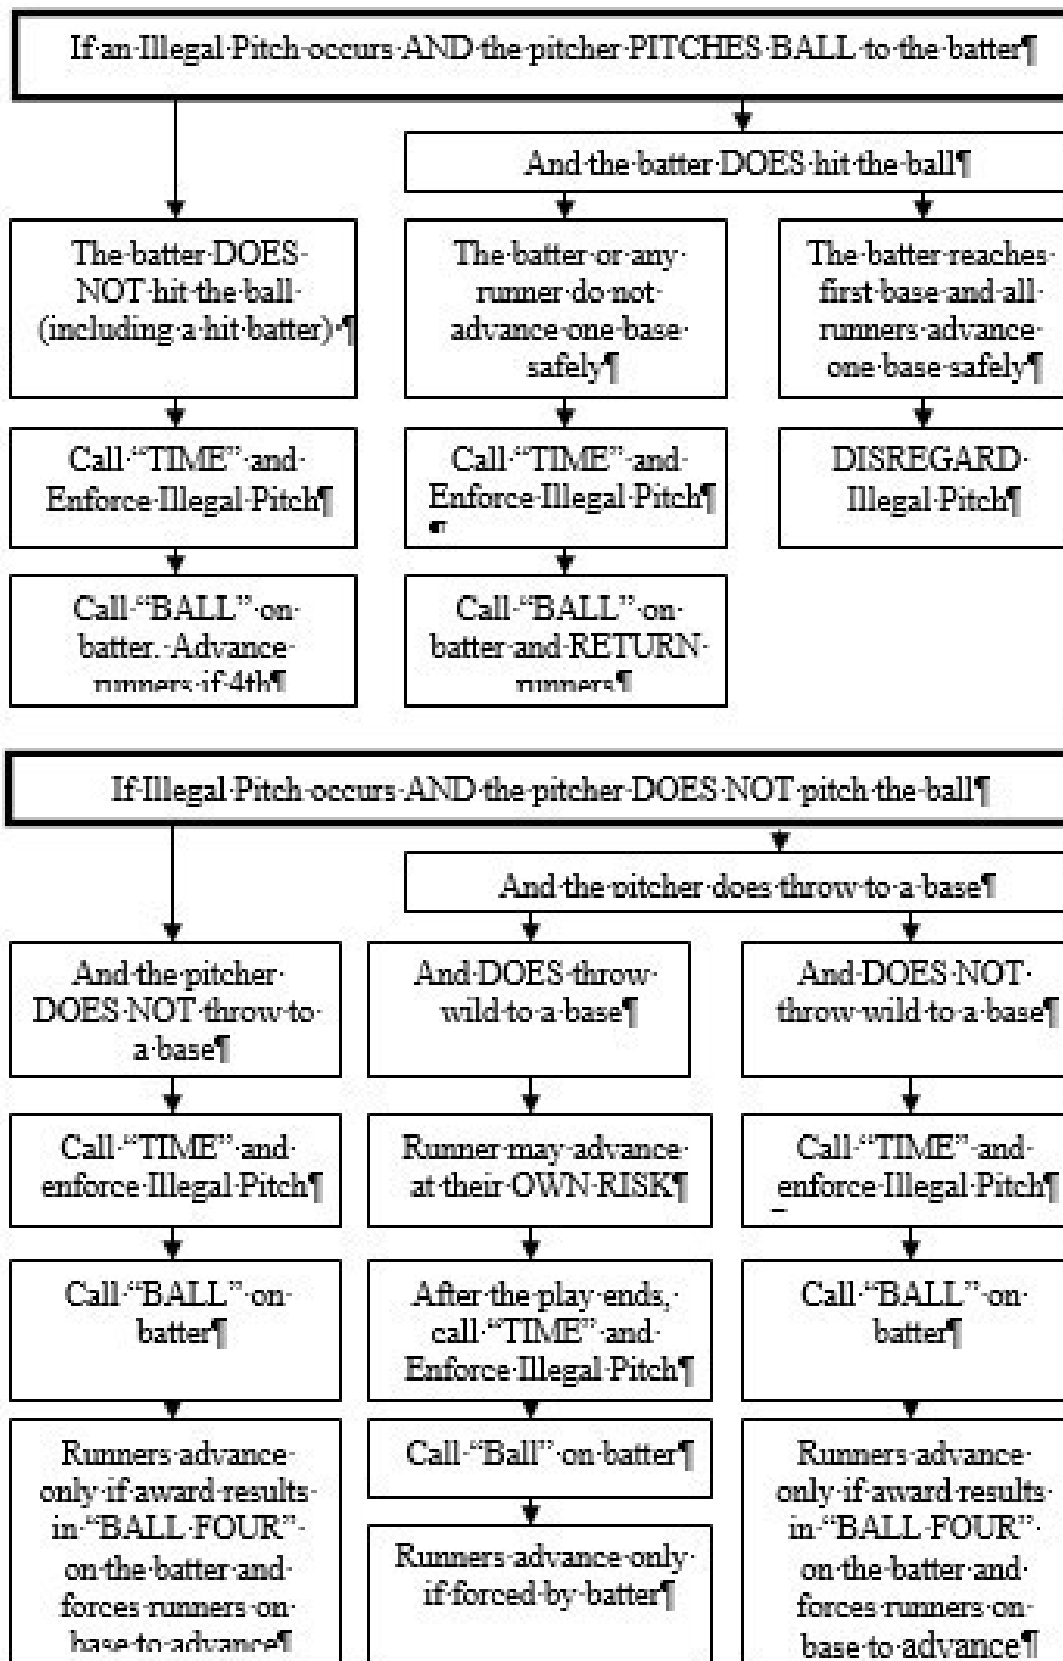 If·an·Illegal·Pitch·occurs·AND·the·pitcher·PITCHES·BALL·to·the·batter¶
And·the·batter·DOES·hit·the·ball¶
The·batter·DOES·
NOT·hit·the·ball·
(including·a·hit·batter)·¶
The·batter·or·any·
runner·do·not·
advance·one·base·
safely¶
The·batter·reaches·
first·base·and·all·
runners·advance·
one·base·safely¶
Call·“TIME”·and·
Enforce·Illegal·Pitch¶
Call·“TIME”·and·
Enforce·Illegal·Pitch¶
¶
DISREGARD·
Illegal·Pitch¶
Call·“BALL”·on·
batter.·Advance·
runners·if·4th¶
Call·“BALL”·on·
batter·and·RETURN·
runners¶
If·Illegal·Pitch·occurs·AND·the·pitcher·DOES·NOT·pitch·the·ball¶
And·the·pitcher·does·throw·to·a·base¶
And·the·pitcher·
DOES·NOT·throw·to·
a·base¶
And·DOES·throw·
wild·to·a·base¶
And·DOES·NOT·
throw·wild·to·a·base¶
Call·“TIME”·and·
enforce·Illegal·Pitch¶
Runner·may·advance·
at·their·OWN·RISK¶
Call·“TIME”·and·
enforce·Illegal·Pitch¶
Call·“BALL”·on·
batter¶
After·the·play·ends,·
call·“TIME”·and·
Enforce·Illegal·Pitch¶
Call·“BALL”·on·
batter¶
Runners·advance·
only·if·award·results·
in·“BALL·FOUR”·
on·the·batter·and·
forces·runners·on·
base·to·advance¶
Call·“Ball”·on·batter¶
Runners·advance·only·
if·forced·by·batter¶
Runners·advance·
only·if·award·results·
in·“BALL·FOUR”·
on·the·batter·and·
forces·runners·on·
base·to·advance¶